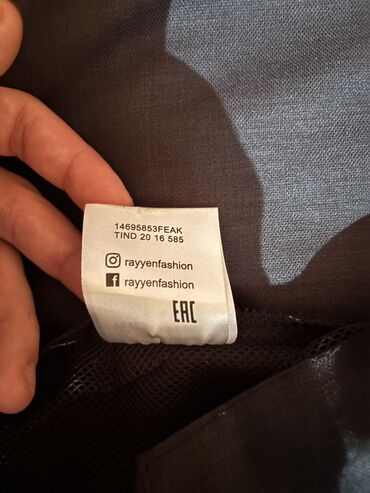 14695853FEAK
TIND 20 16 585
rayyenfashion
rayyenfashion
EAC